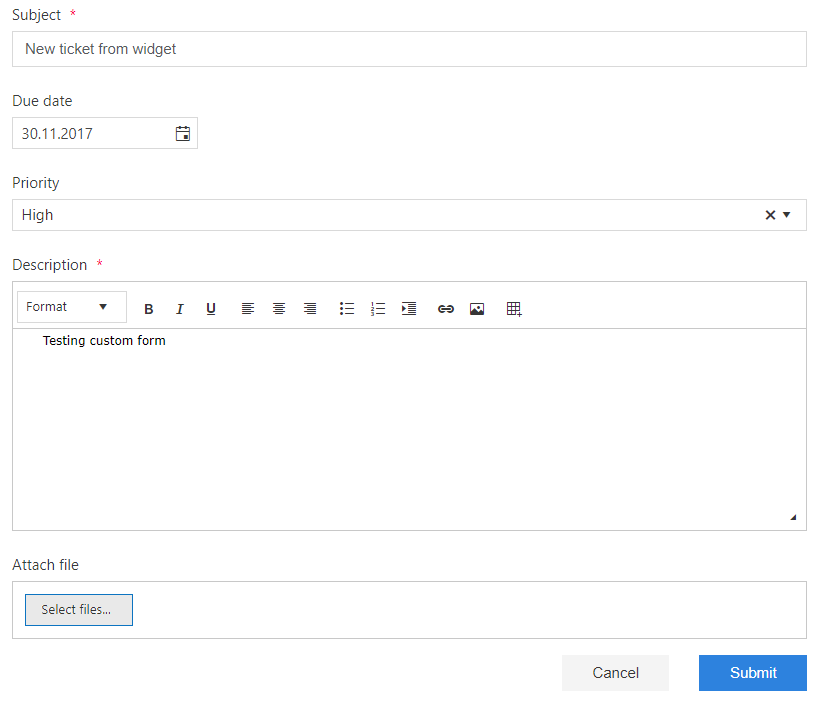 Subject *
New ticket from widget
Due date
30.11.2017
Priority
High
Description *
Format B I U
Testing custom form
Attach file
Select files...
Cancel Submit